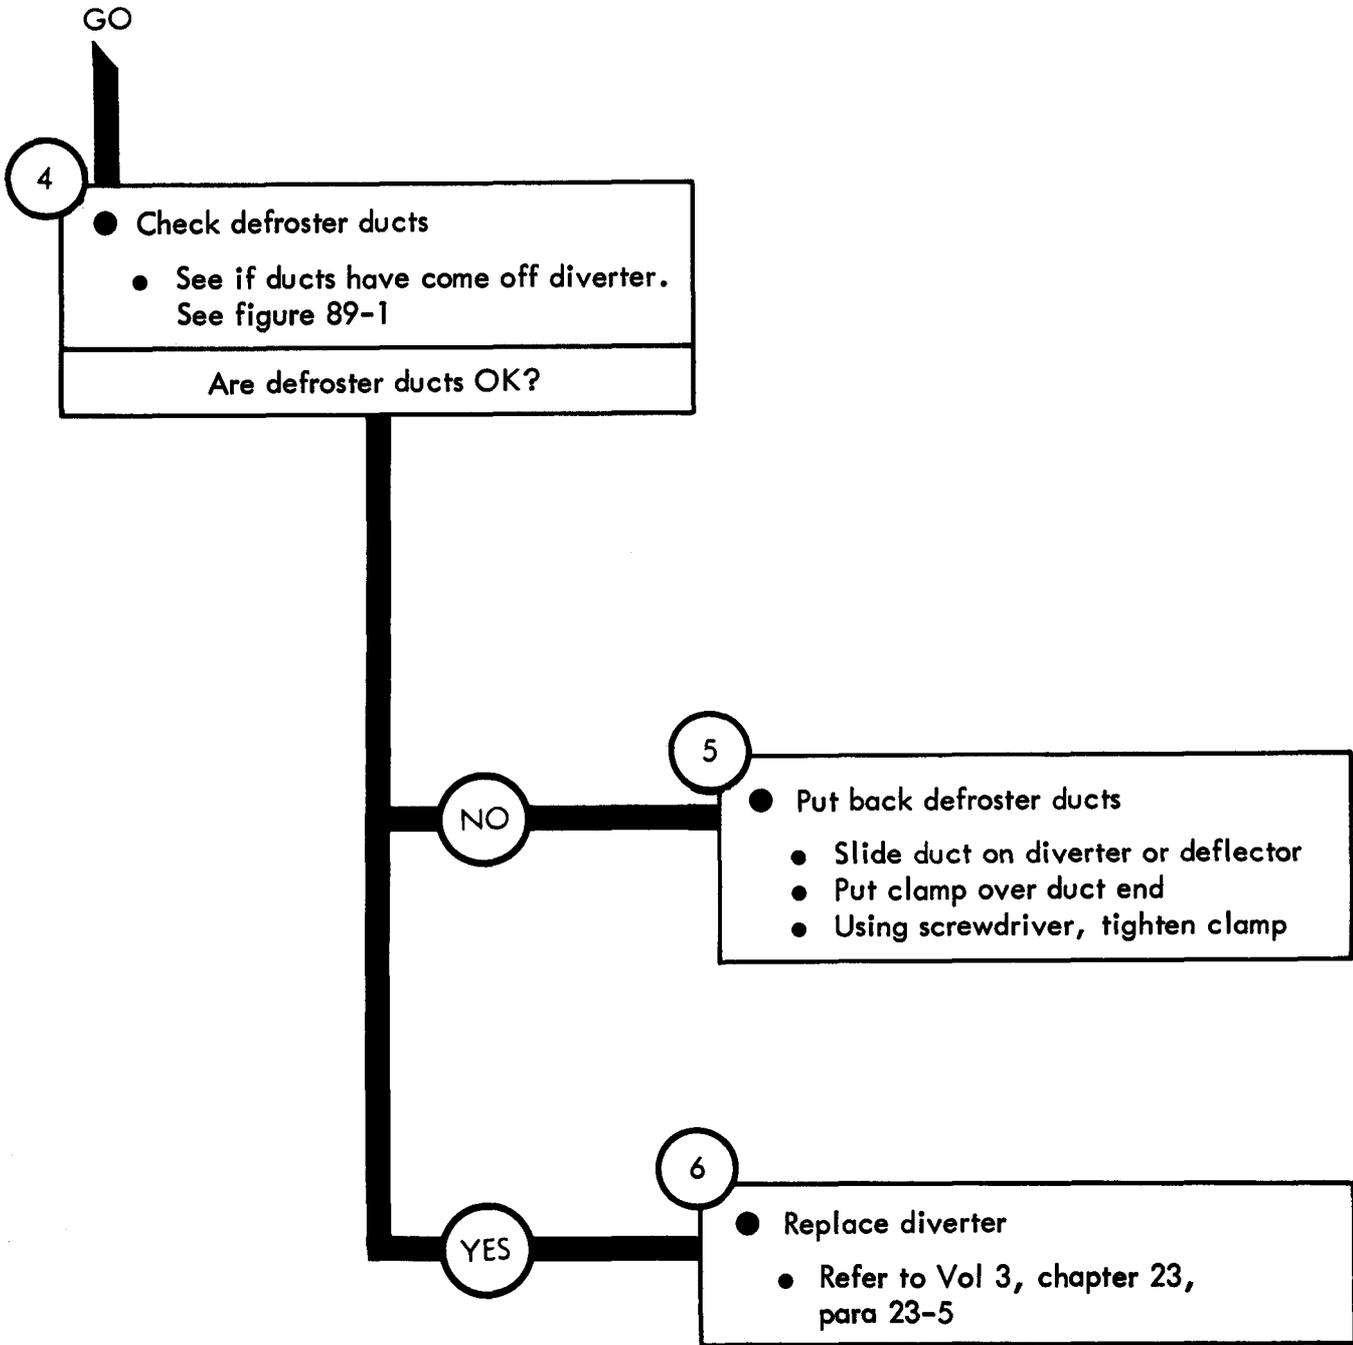 GO
4
● Check defroster ducts
● See if ducts have come off diverter.
See figure 89-1
Are defroster ducts OK?
5
NO
● Put back defroster ducts
● Slide duct on diverter or deflector
● Put clamp over duct end
● Using screwdriver, tighten clamp
6
YES
● Replace diverter
● Refer to Vol 3, chapter 23,
para 23-5